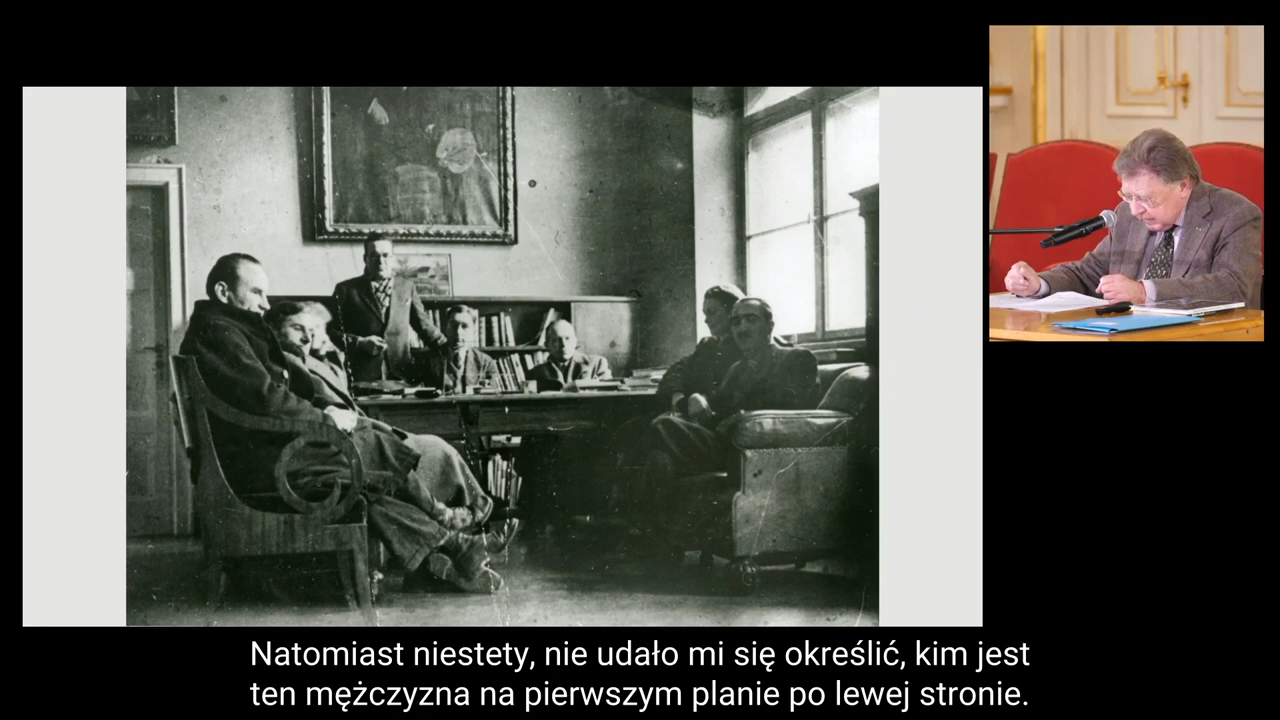 Natomiast niestety, nie udało mi się określić, kim jest
ten mężczyzna na pierwszym planie po lewej stronie.